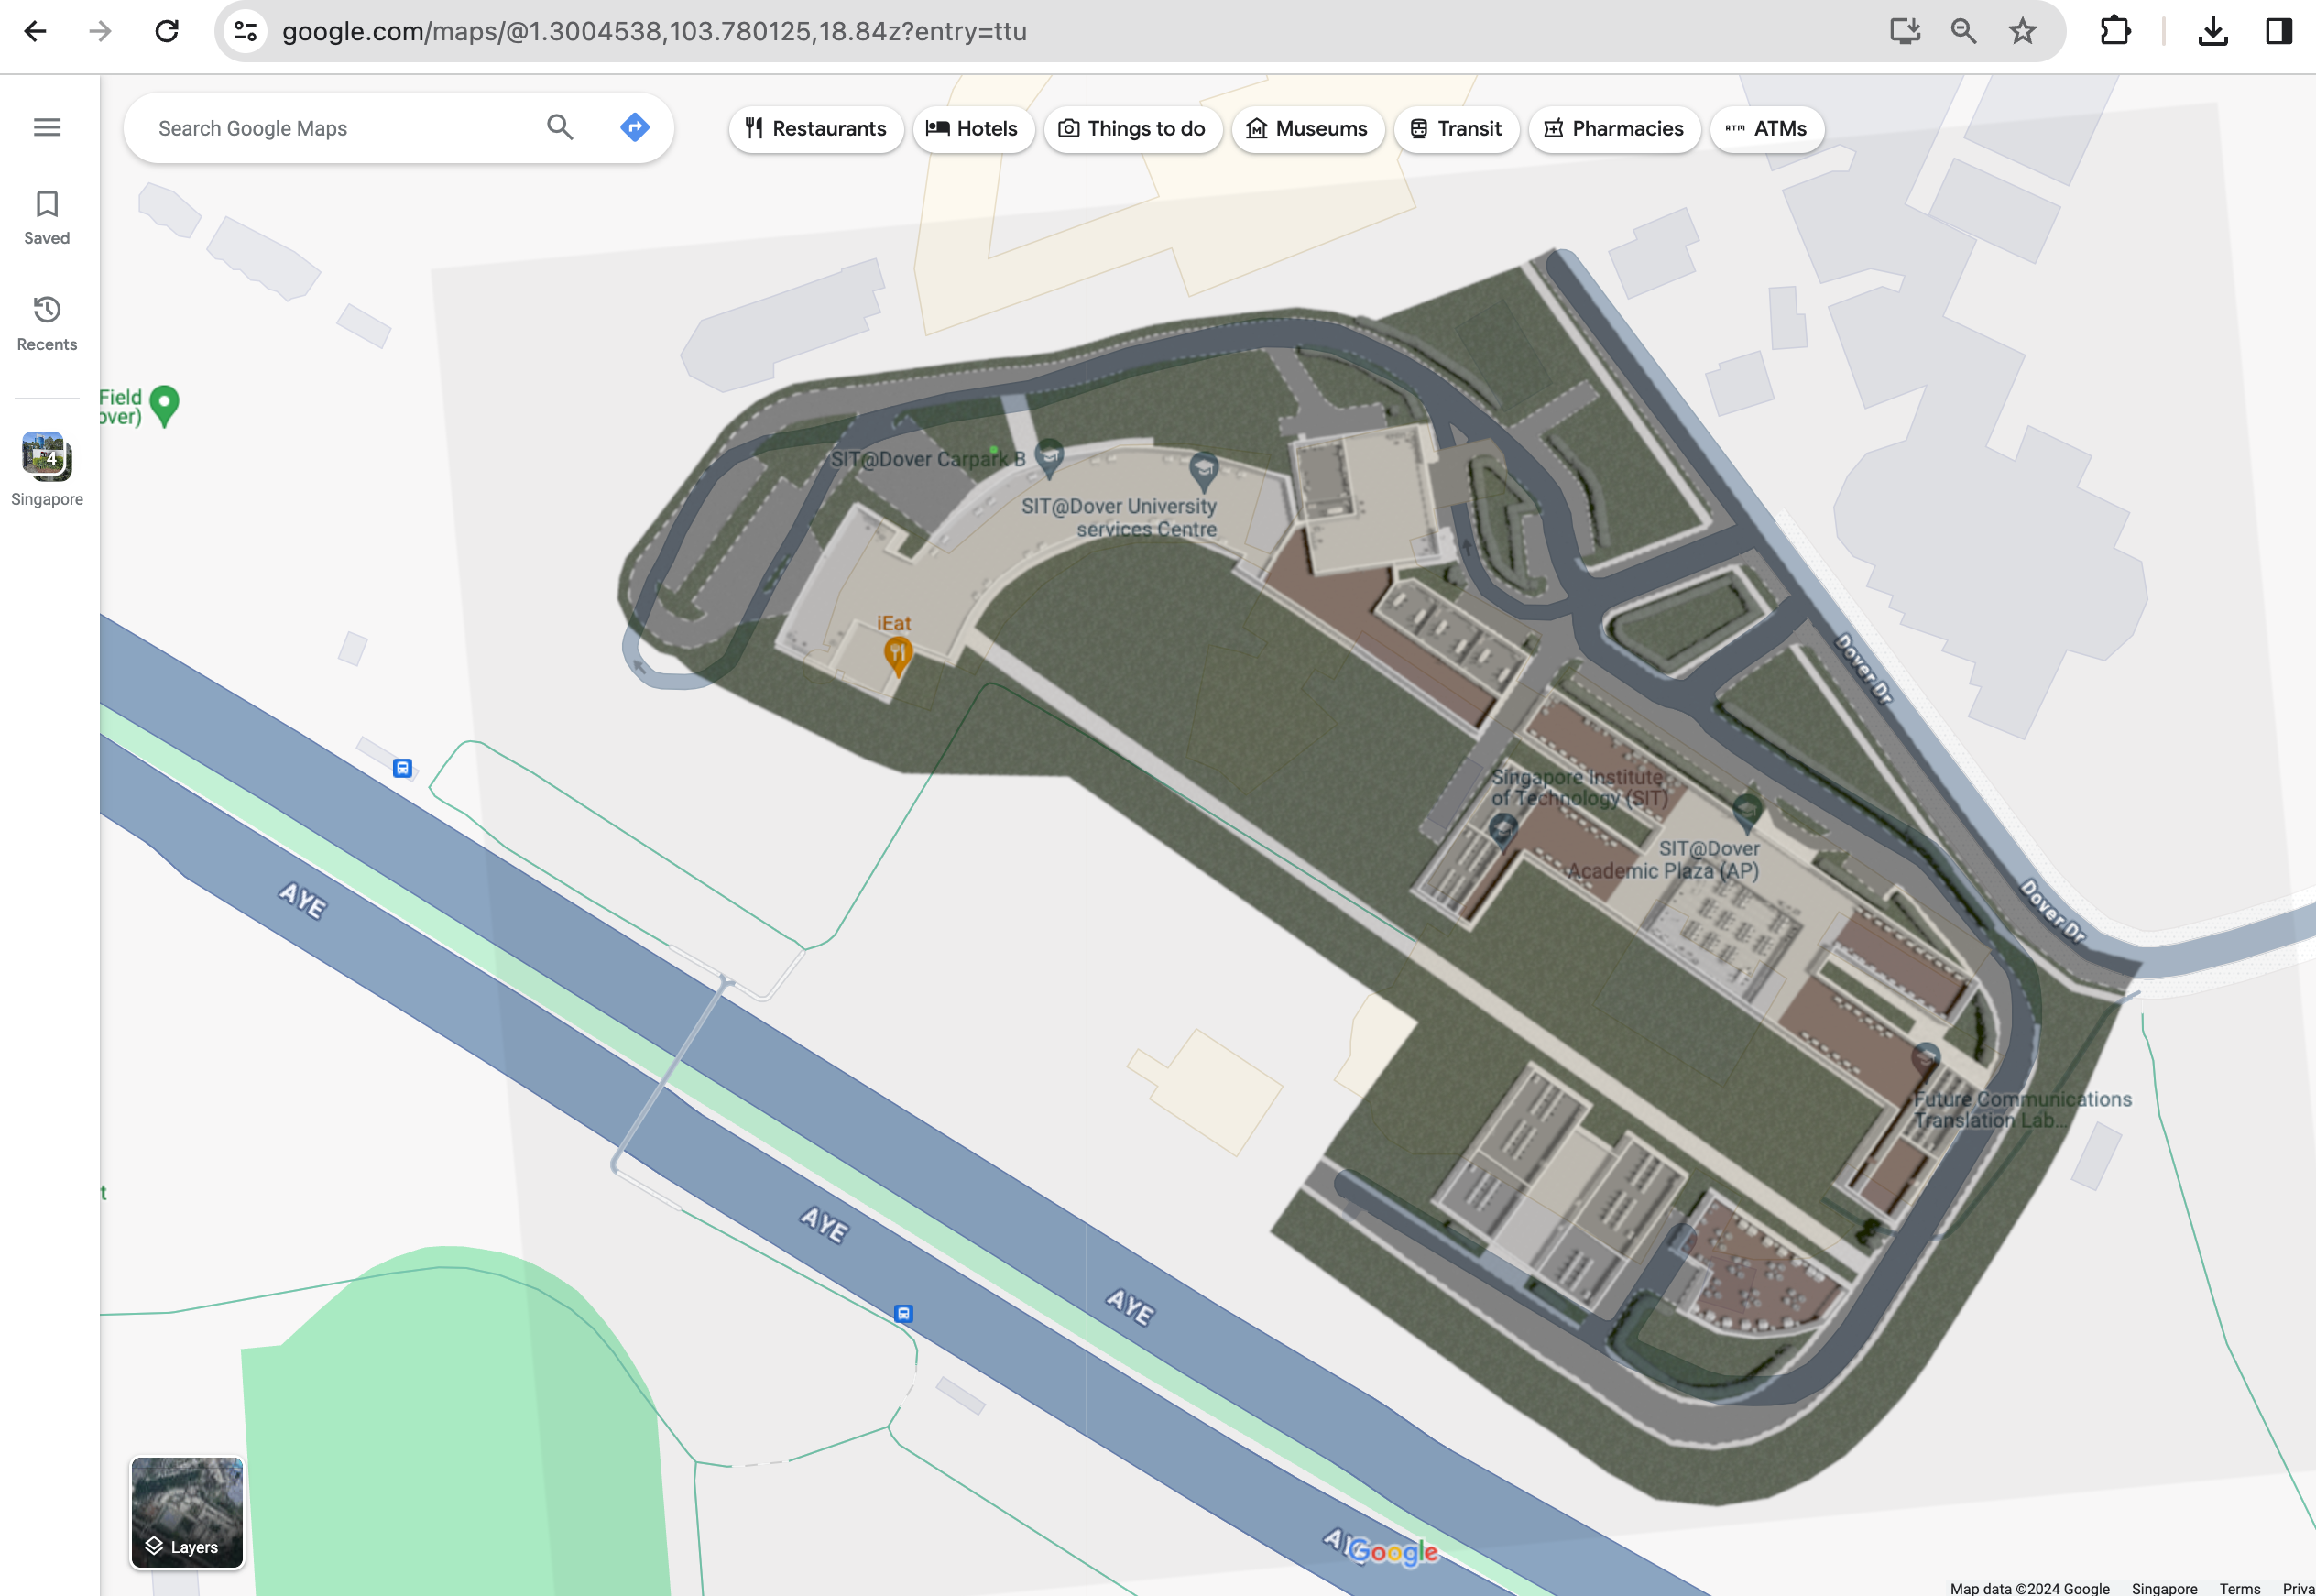 google.com/maps/@1.3004538,103.780125,18.84z?entry=ttu
Search Google Maps
Restaurants
Hotels
Things to do
Museums
Transit
Pharmacies
ATM
ATMs
Saved
Recents
4
Singapore
Field
over)
SIT@Dover Carpark B
SIT@Dover University
services Centre
iEat
Dover Dr
Singapore Institute
of Technology (SIT)
SIT@Dover
Academic Plaza (AP)
Dover Dr
AYE
Future Communications
Translation Lab...
t
AYE
AYE
Layers
Google
Map data ©2024 Google
Singapore
Terms
Priva